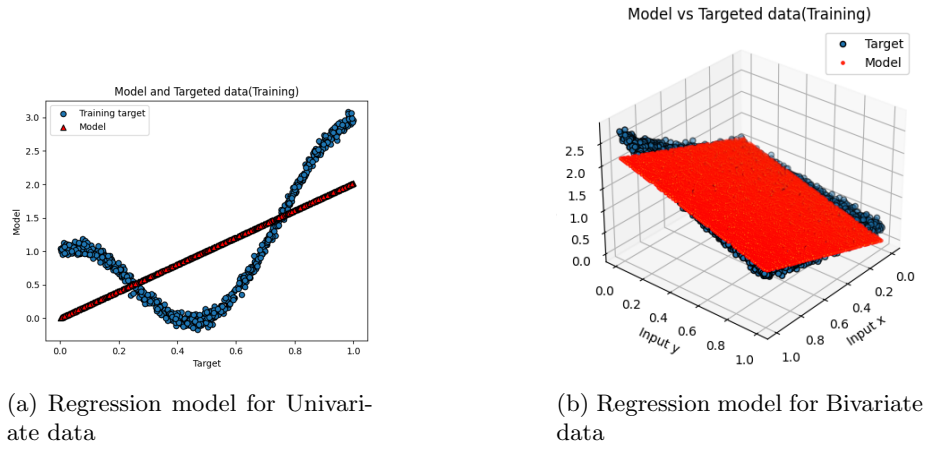 Model vs Targeted data(Training)
Target
Model
Model and Targeted data(Training)
Training target
Model
3.0
2.5
2.0
1.5
1.0
0.5
0.0
Model
0.0 0.2 0.4 0.6 0.8 1.0
Target
2.5
2.0
1.5
1.0
0.5
0.0
0.0 0.2 0.4 0.6 0.8 1.0
Input y
0.0 0.2 0.4 0.6 0.8 1.0
Input x
(a) Regression model for Univari-
ate data
(b) Regression model for Bivariate
data